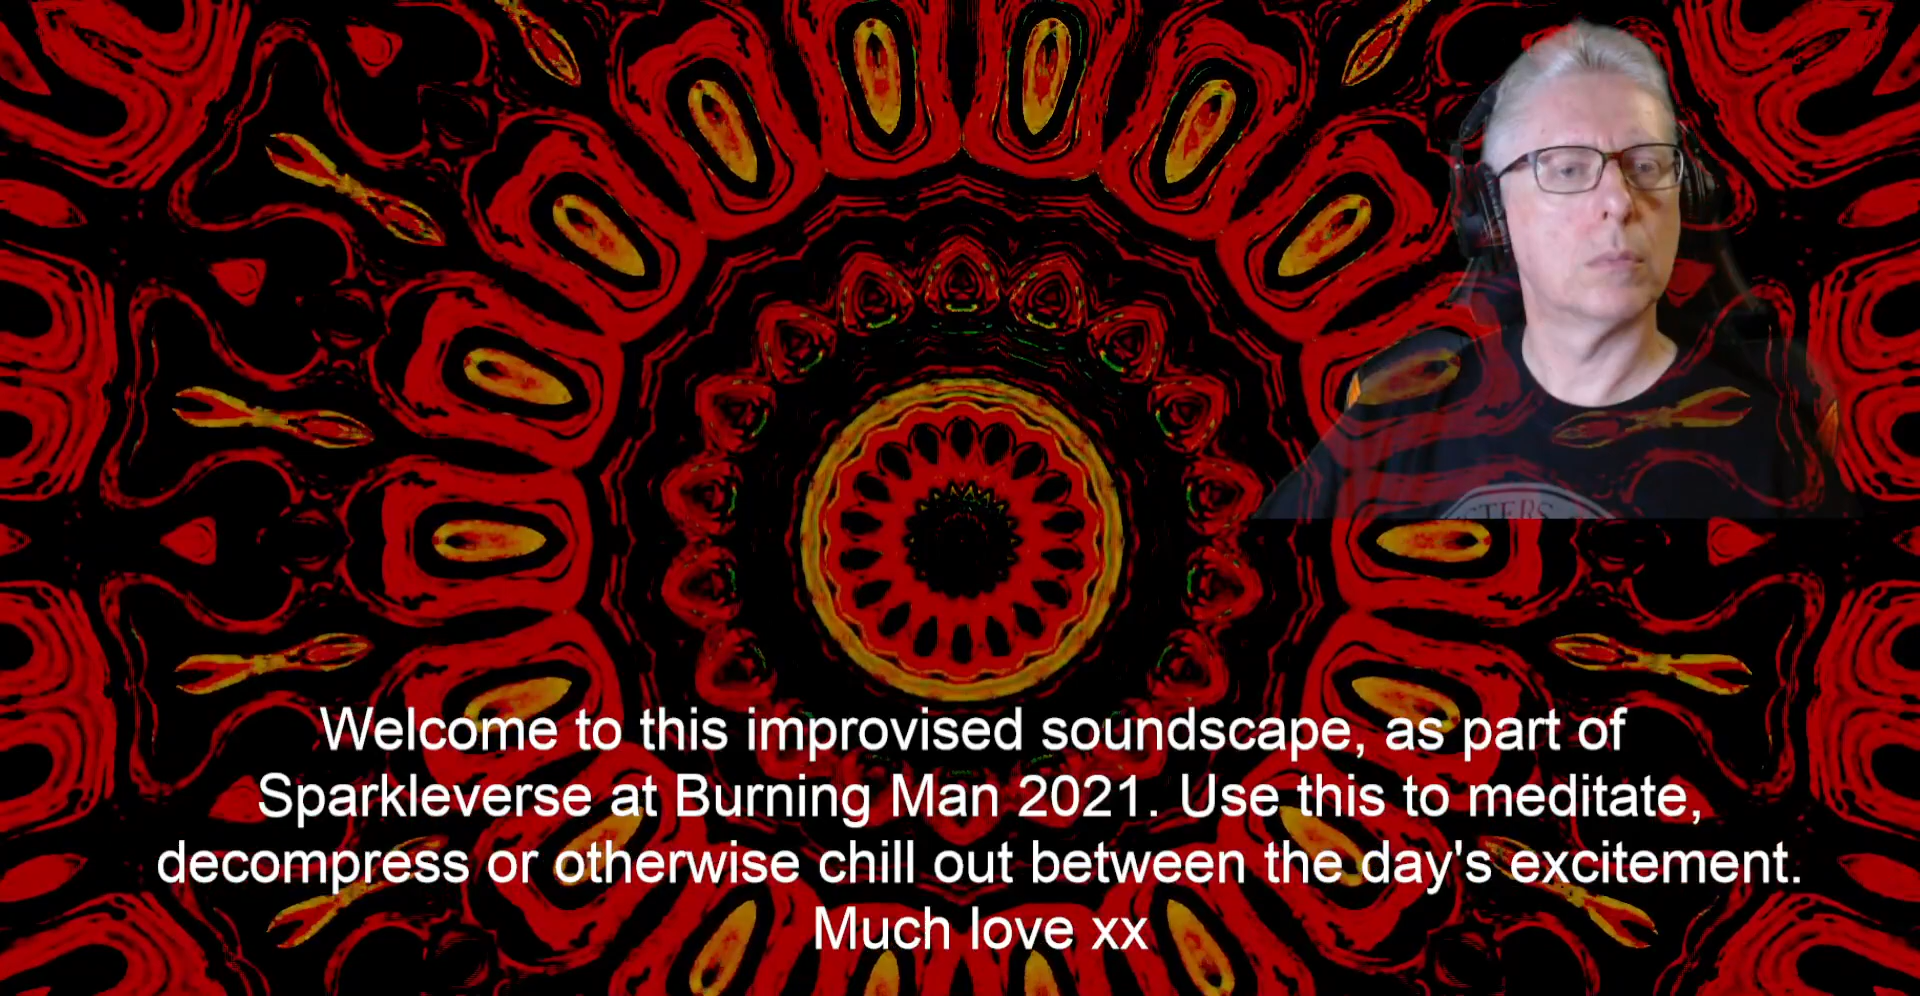 STERS
Welcome to this improvised soundscape, as part of
Sparkleverse at Burning Man 2021. Use this to meditate,
decompress or otherwise chill out between the day's excitement.
Much love xx